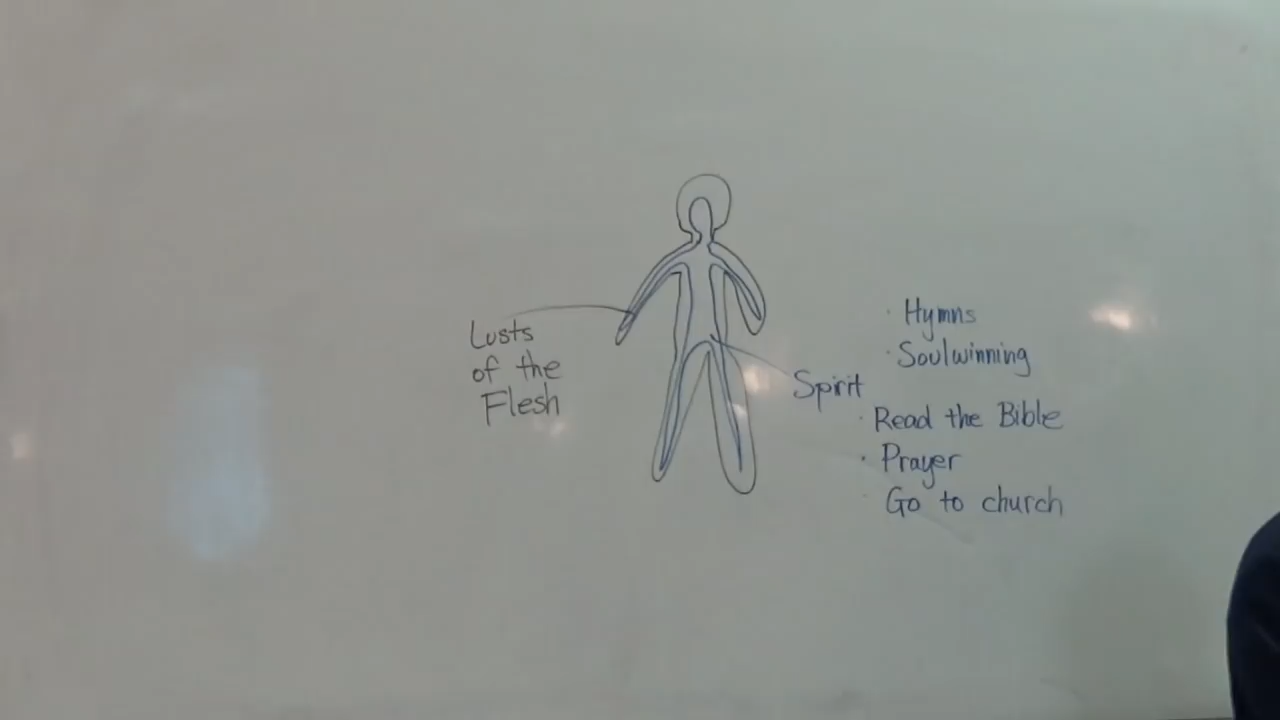 Lusts
of the
Flesh
Spirit
· Hymns
· Soulwinning
· Read the Bible
· Prayer
· Go to church